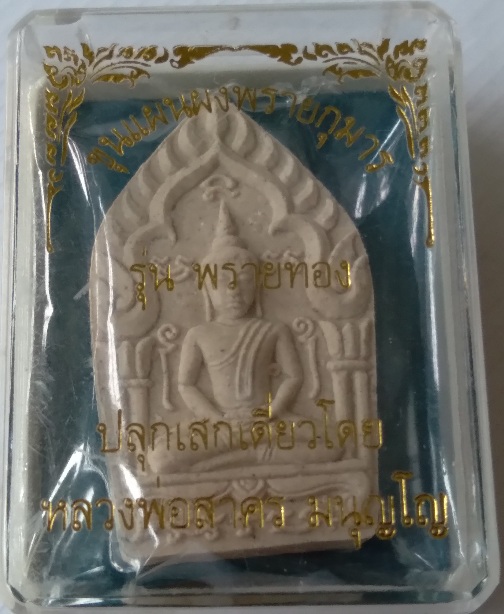 ขุนแผนผงพรายกุมาร
รุ่น พรายทอง
ปลุกเสกเดี่ยวโดย
หลวงพ่อสาคร มนุญโญ